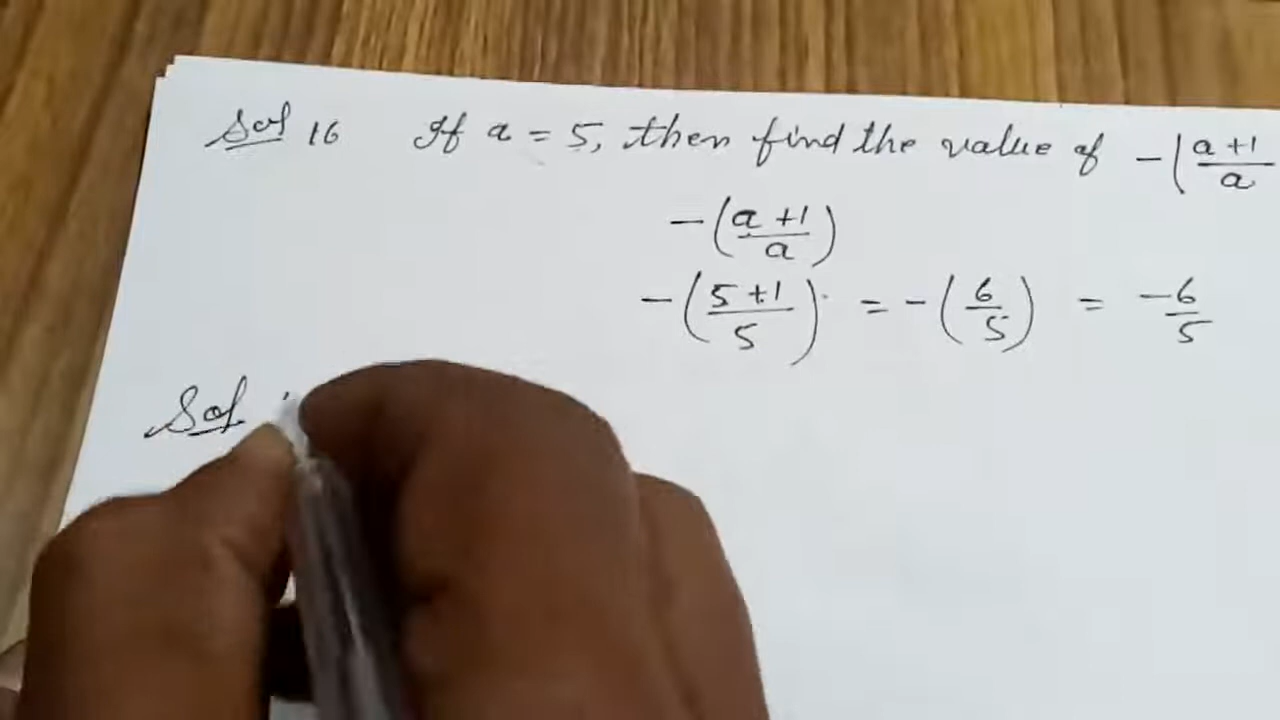 Sol 16 If a = 5, then find the value of -(a+1/a
-(a+1/a)
-(5+1/5) = -(6/5) = -6/5
Sol